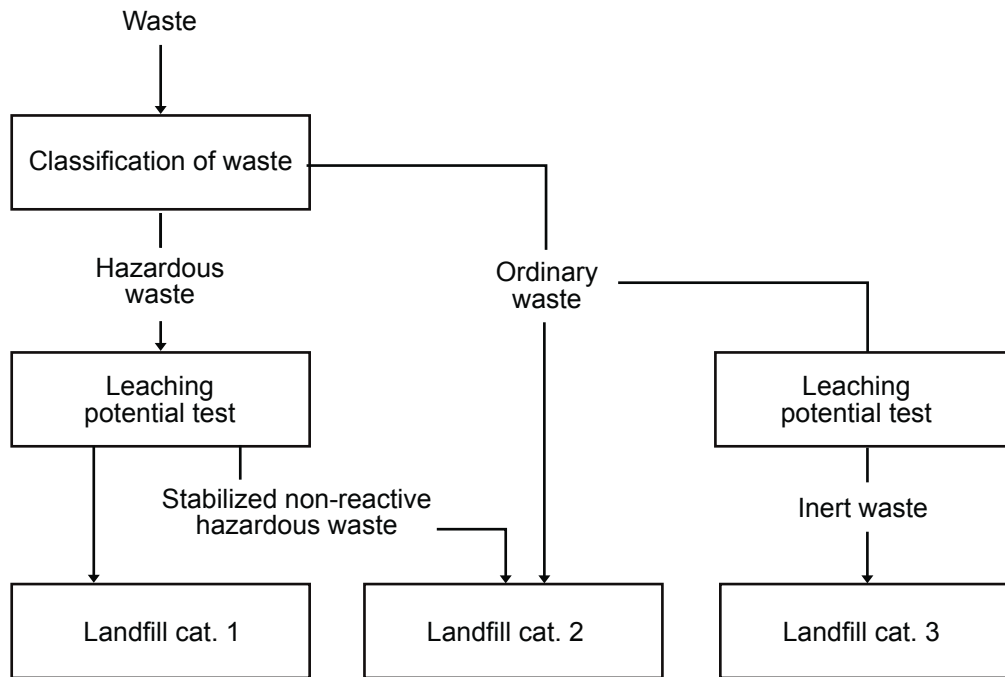 Waste
Classification of waste
Hazardous
waste
Ordinary
waste
Leaching
potential test
Leaching
potential test
Stabilized non-reactive
hazardous waste
Inert waste
Landfill cat. 1
Landfill cat. 2
Landfill cat. 3